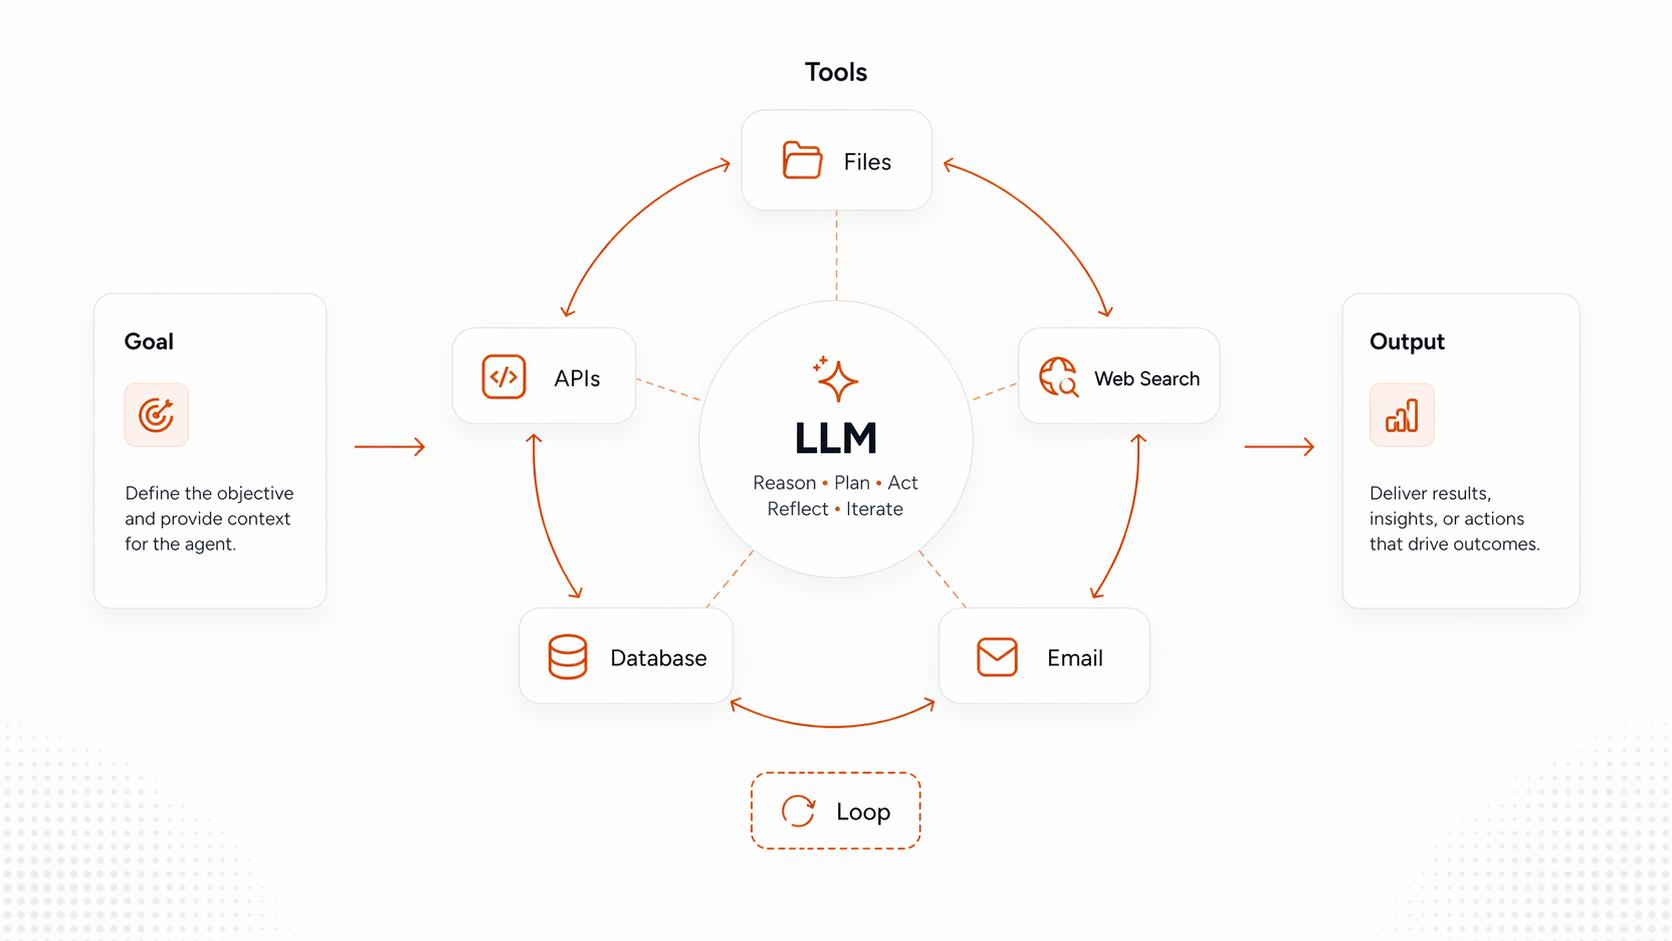 Tools
Files
Goal
Define the objective
and provide context
for the agent.
APIs
LLM
Reason • Plan • Act
Reflect • Iterate
Web Search
Output
Deliver results,
insights, or actions
that drive outcomes.
Database
Email
Loop